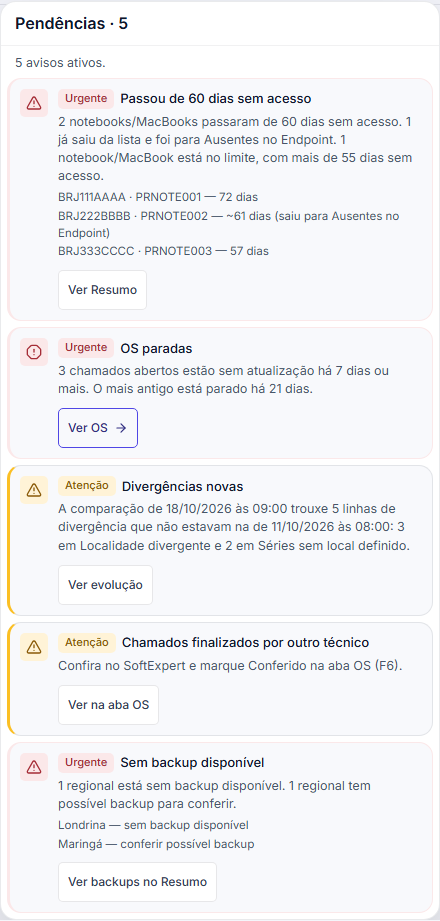 Pendências · 5
5 avisos ativos.
Urgente Passou de 60 dias sem acesso
2 notebooks/MacBooks passaram de 60 dias sem acesso. 1
já saiu da lista e foi para Ausentes no Endpoint. 1
notebook/MacBook está no limite, com mais de 55 dias sem
acesso.
BRJ111AAAA · PRNOTE001 — 72 dias
BRJ222BBBB · PRNOTE002 — ~61 dias (saiu para Ausentes no
Endpoint)
BRJ333CCCC · PRNOTE003 — 57 dias
Ver Resumo
Urgente OS paradas
3 chamados abertos estão sem atualização há 7 dias ou
mais. O mais antigo está parado há 21 dias.
Ver OS →
Atenção Divergências novas
A comparação de 18/10/2026 às 09:00 trouxe 5 linhas de
divergência que não estavam na de 11/10/2026 às 08:00: 3
em Localidade divergente e 2 em Séries sem local definido.
Ver evolução
Atenção Chamados finalizados por outro técnico
Confira no SoftExpert e marque Conferido na aba OS (F6).
Ver na aba OS
Urgente Sem backup disponível
1 regional está sem backup disponível. 1 regional tem
possível backup para conferir.
Londrina — sem backup disponível
Maringá — conferir possível backup
Ver backups no Resumo